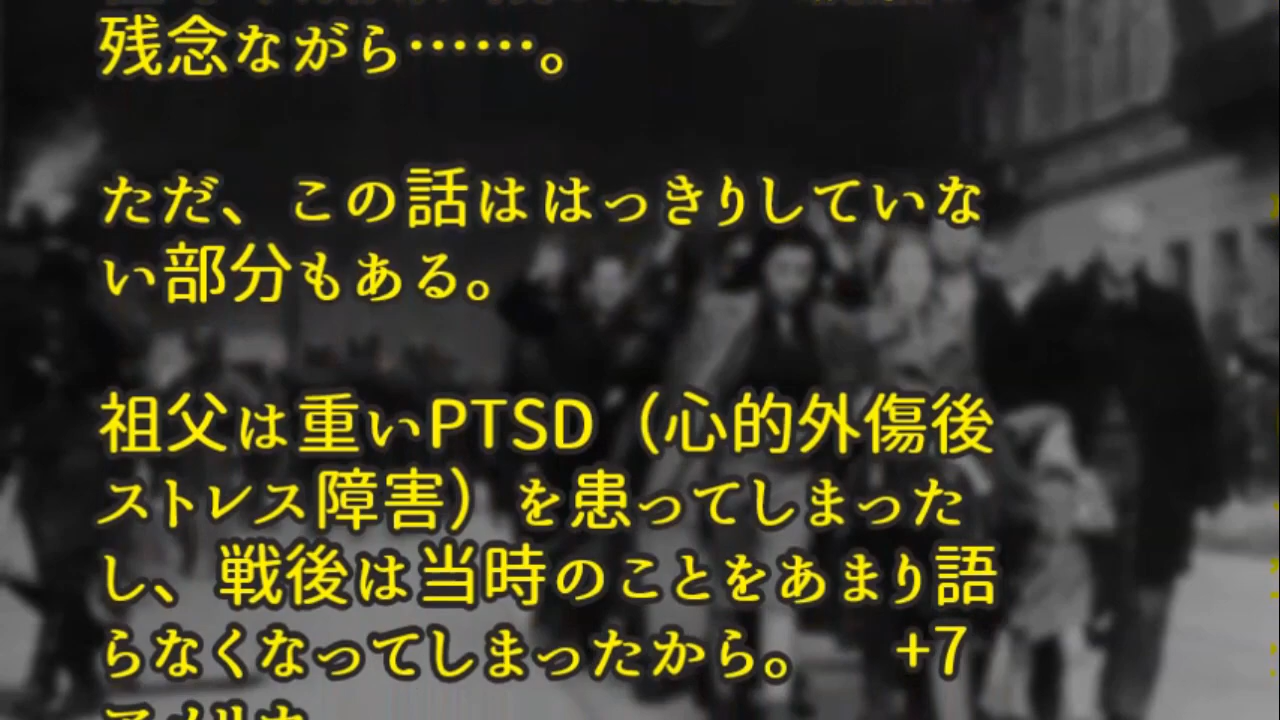 残念ながら……。
ただ、この話ははっきりしていな
い部分もある。
祖父は重いPTSD（心的外傷後
ストレス障害）を患ってしまった
し、戦後は当時のことをあまり語
らなくなってしまったから。　+7
アメリカ